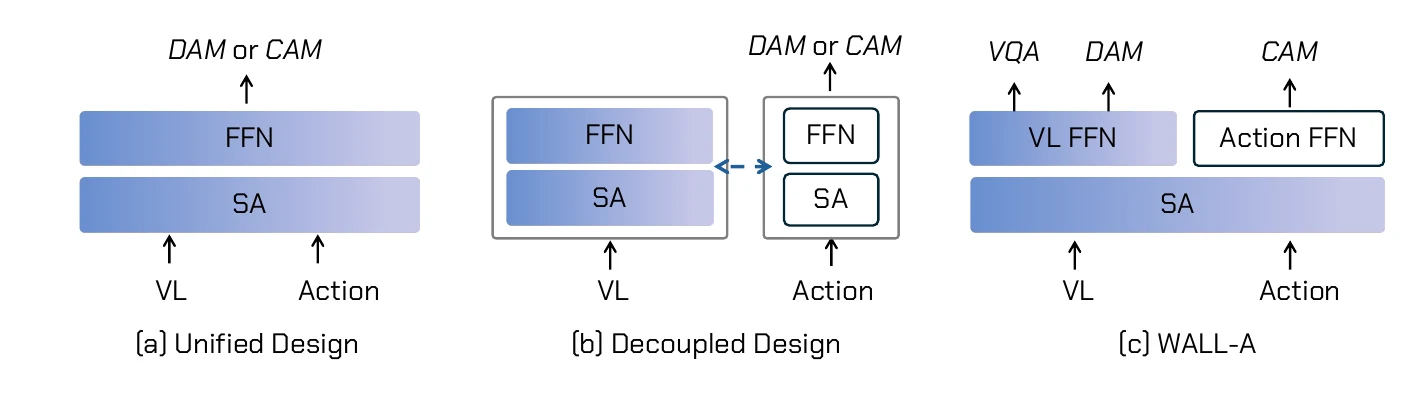 DAM or CAM
FFN
SA
VL
Action
(a) Unified Design
DAM or CAM
FFN
SA
FFN
SA
VL
Action
(b) Decoupled Design
VQA
DAM
CAM
VL FFN
Action FFN
SA
VL
Action
(c) WALL-A